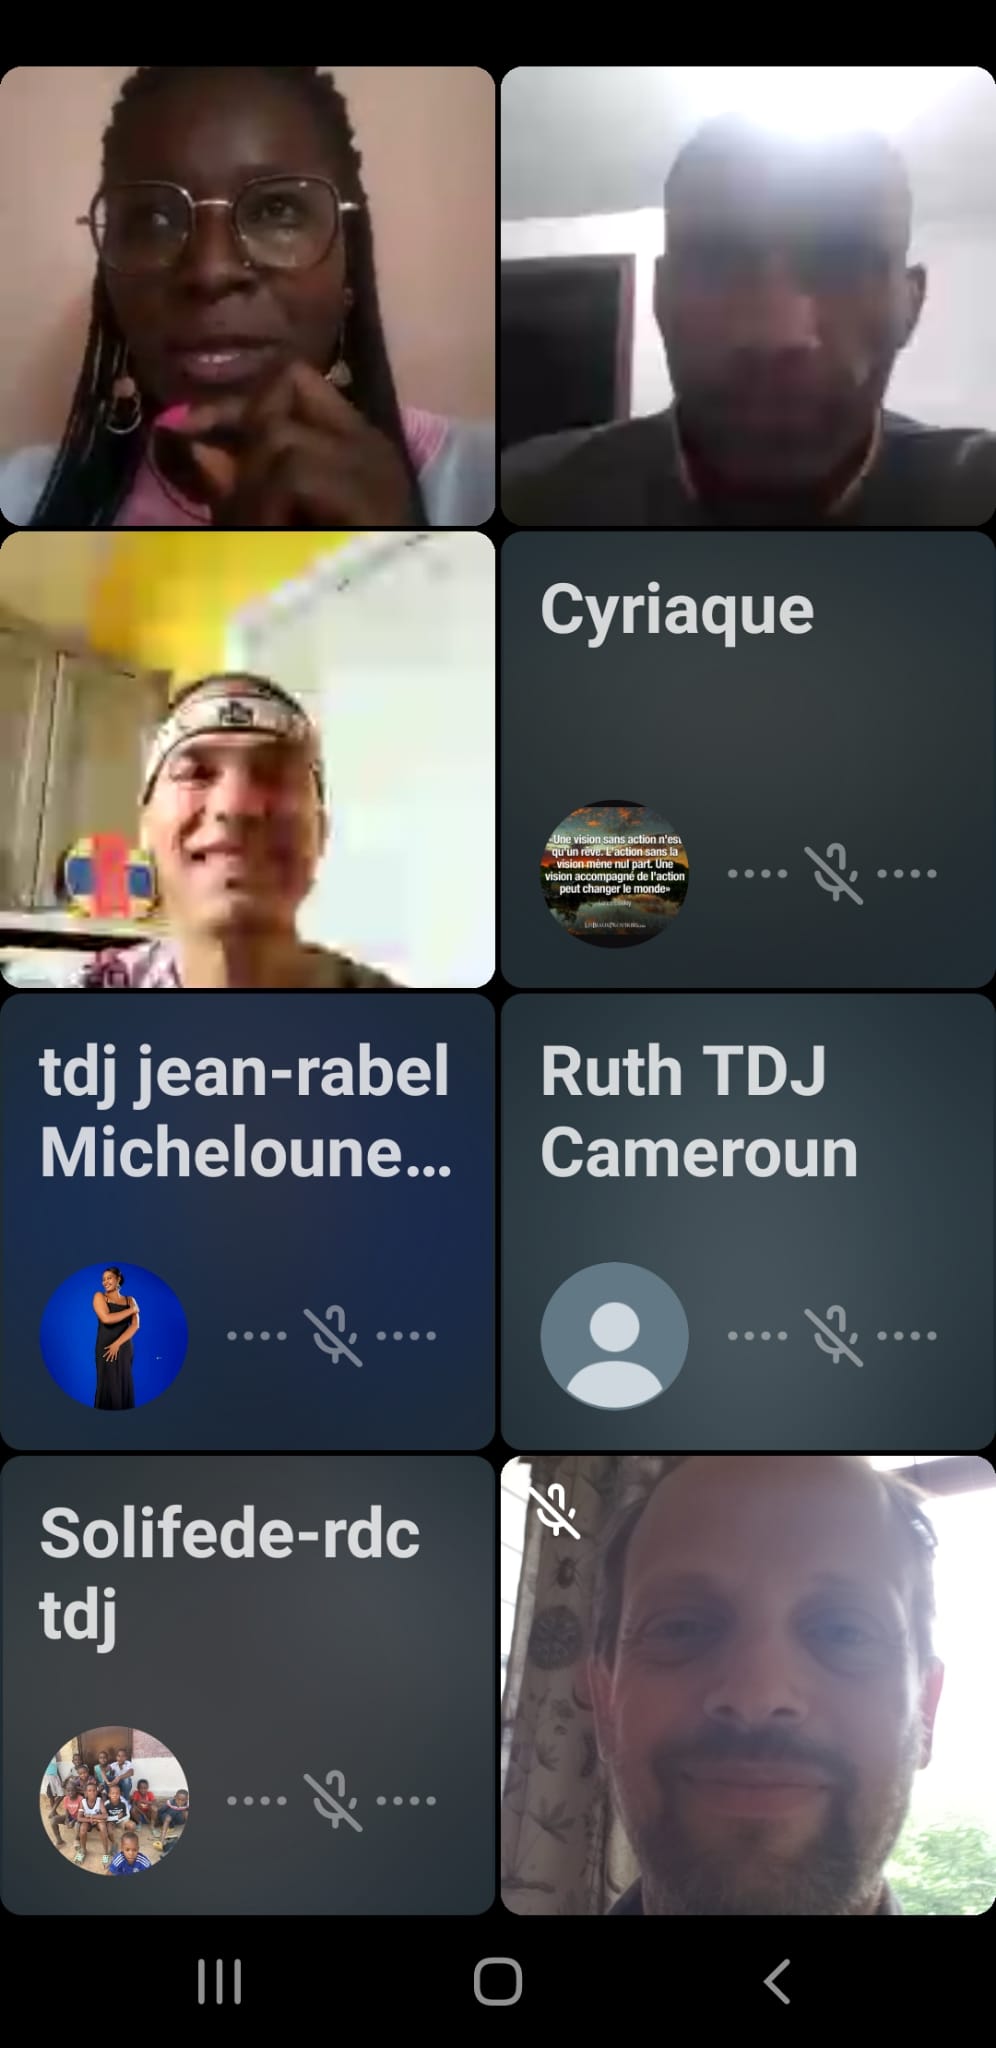 Cyriaque
«Une vision sans action n'est
qu'un rêve. L'action sans la
vision mène nul part. Une
vision accompagné de l'action
peut changer le monde»
tdj jean-rabel
Micheloune...
Ruth TDJ
Cameroun
Solifede-rdc
tdj